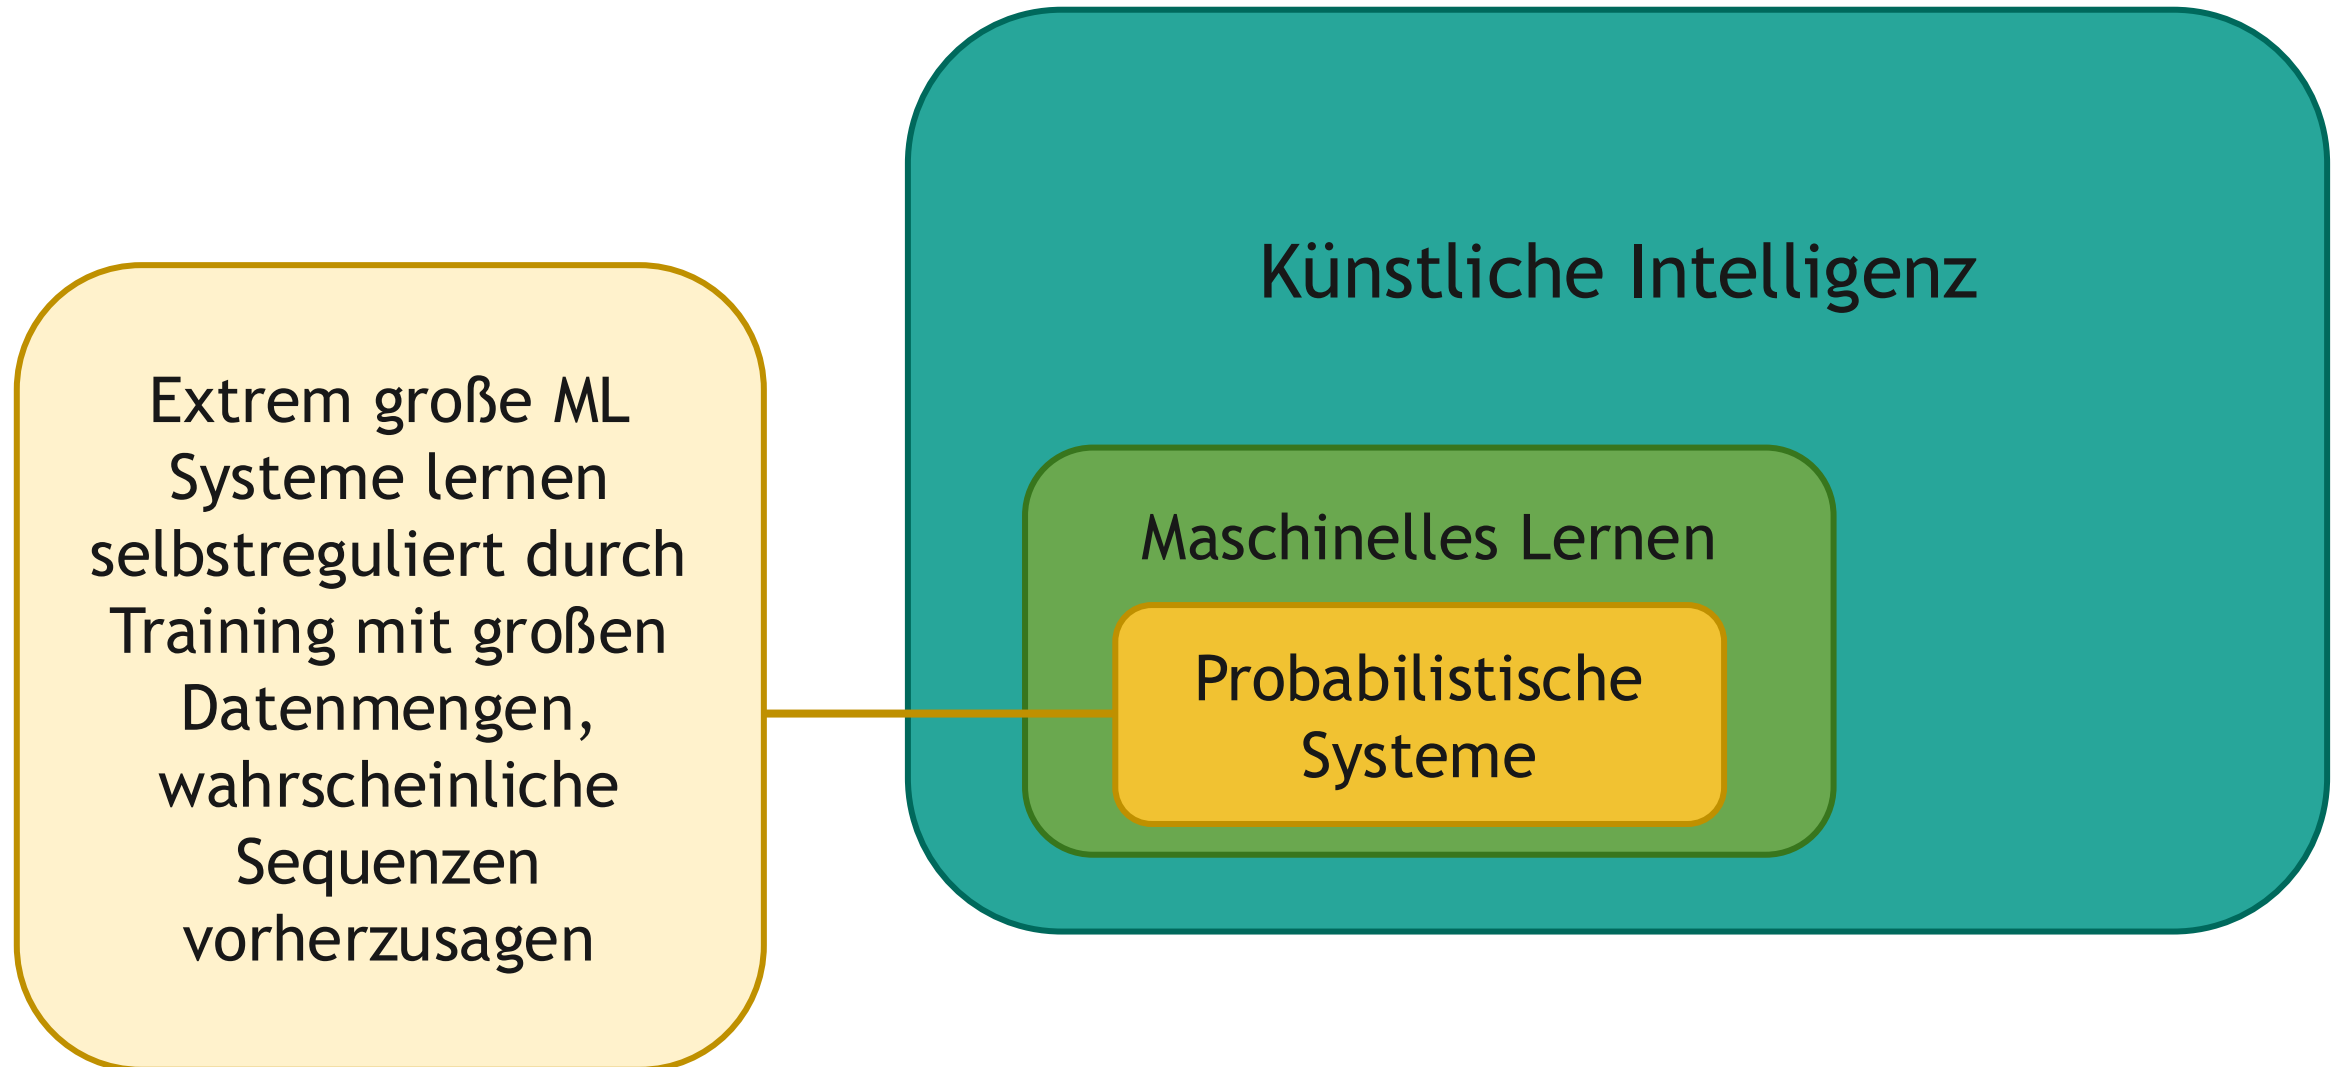 Künstliche Intelligenz
Extrem große ML
Systeme lernen
selbstreguliert durch
Training mit großen
Datenmengen,
wahrscheinliche
Sequenzen
vorherzusagen
Maschinelles Lernen
Probabilistische
Systeme